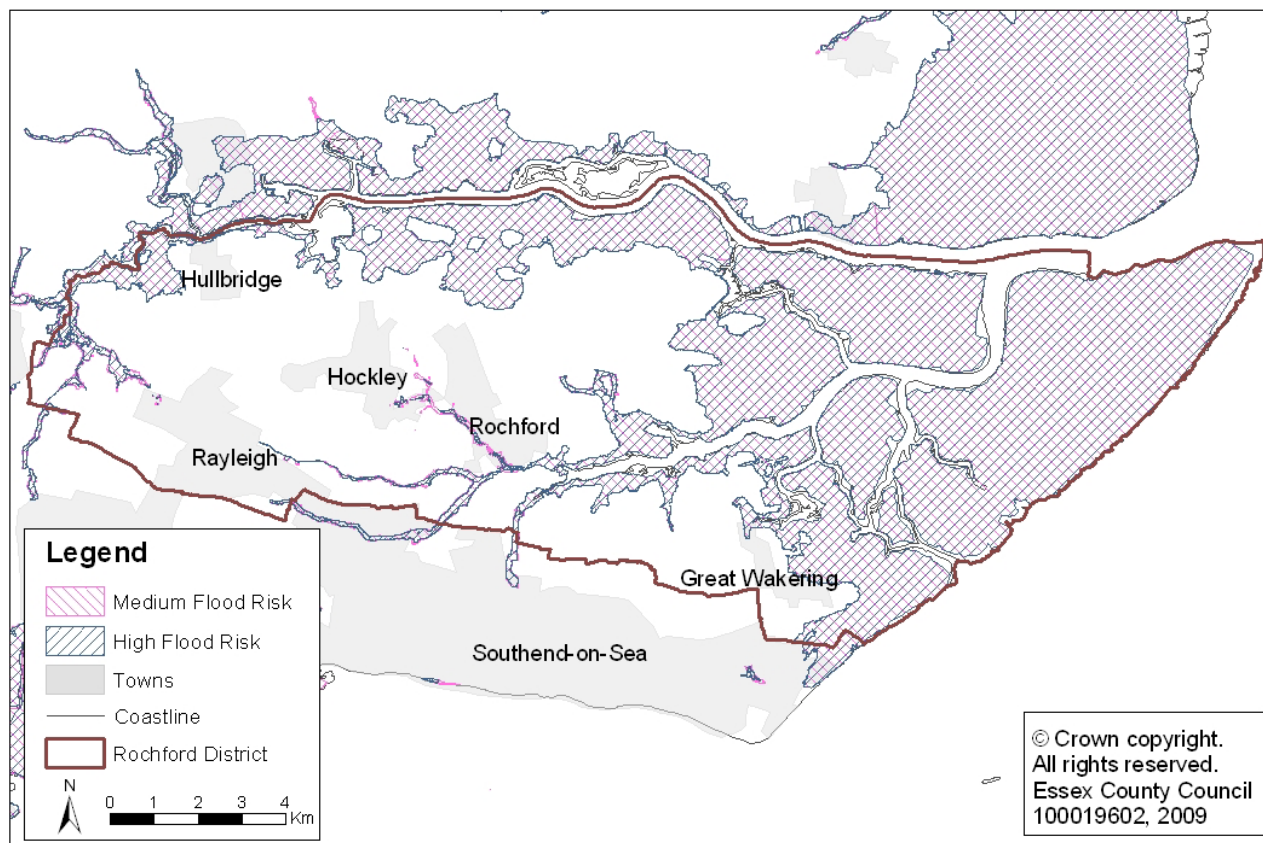 Hullbridge
Hockley
Rochford
Rayleigh
Great Wakering
Southend-on-Sea
Legend
Medium Flood Risk
High Flood Risk
Towns
Coastline
Rochford District
N
0 1 2 3 4
Km
© Crown copyright.
All rights reserved.
Essex County Council
100019602, 2009